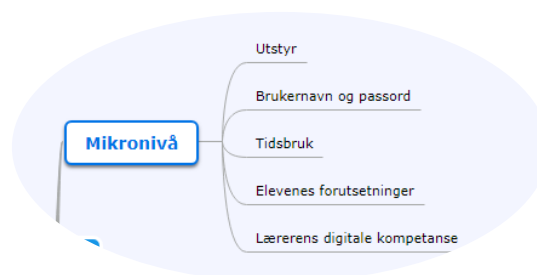 Utstyr
Brukernavn og passord
Mikronivå
Tidsbruk
Elevenes forutsetninger
Lærerens digitale kompetanse